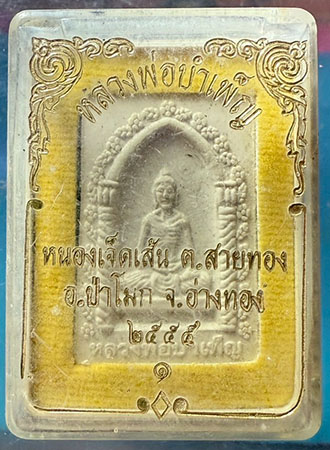 หลวงพ่อบำเพ็ญ
หนองเจ็ดเส้น ต.สายทอง
อ.ป่าโมก จ.อ่างทอง
๒๕๕๕
หลวงพ่อบำเพ็ญ
๑